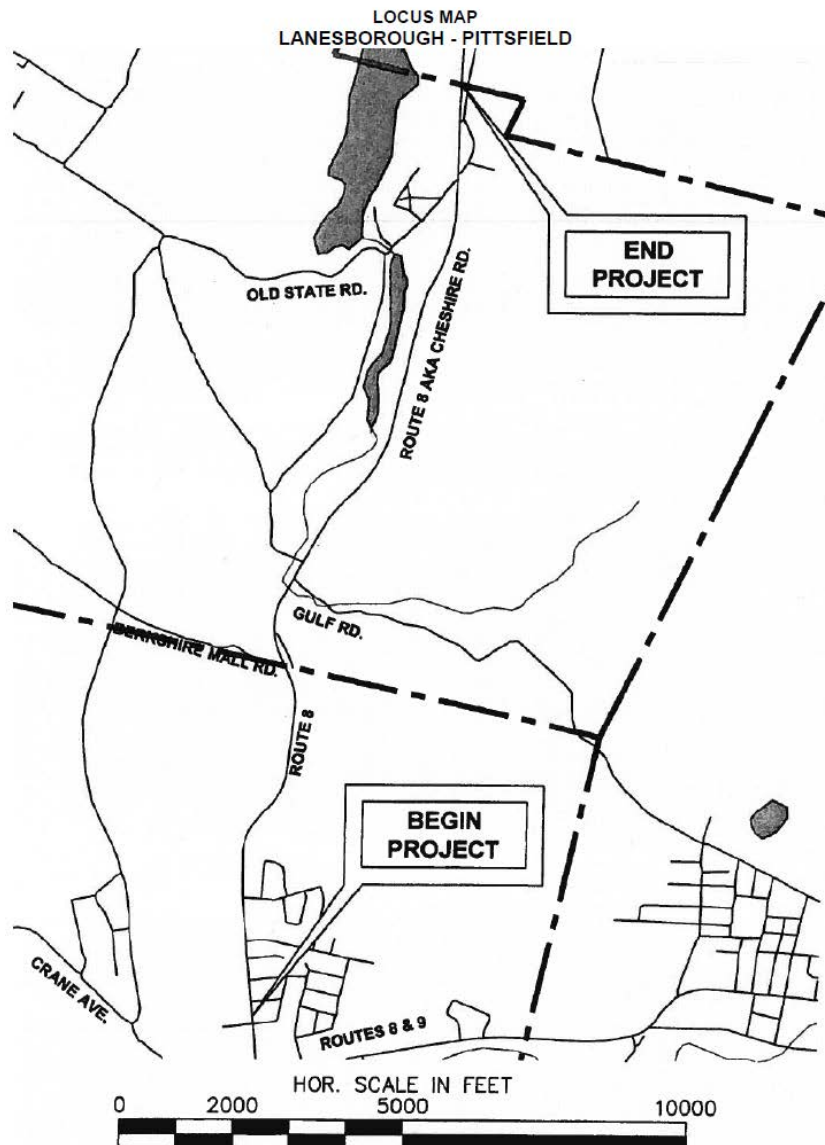 LOCUS MAP
LANESBOROUGH - PITTSFIELD
END
PROJECT
OLD STATE RD.
ROUTE 8 AKA CHESHIRE RD.
GULF RD.
BERKSHIRE MALL RD.
ROUTE 8
BEGIN
PROJECT
CRANE AVE.
ROUTES 8 & 9
HOR. SCALE IN FEET
0 2000 5000 10000